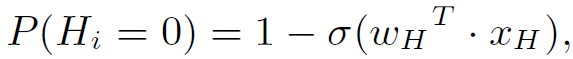 P(H_i = 0) = 1 − σ(w_H^T · x_H),